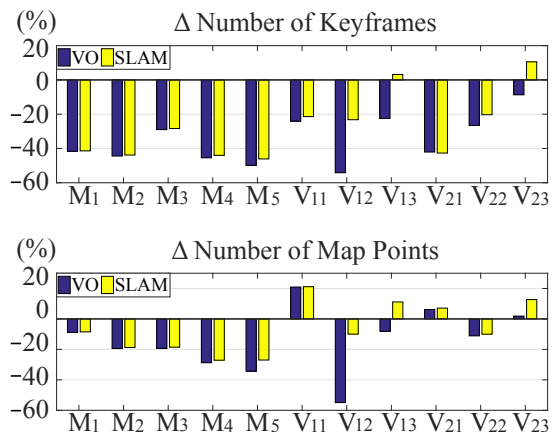 (%) Δ Number of Keyframes
20
VO SLAM
0
−20
−40
−60
M1 M2 M3 M4 M5 V11 V12 V13 V21 V22 V23
(%) Δ Number of Map Points
20
VO SLAM
0
−20
−40
−60
M1 M2 M3 M4 M5 V11 V12 V13 V21 V22 V23